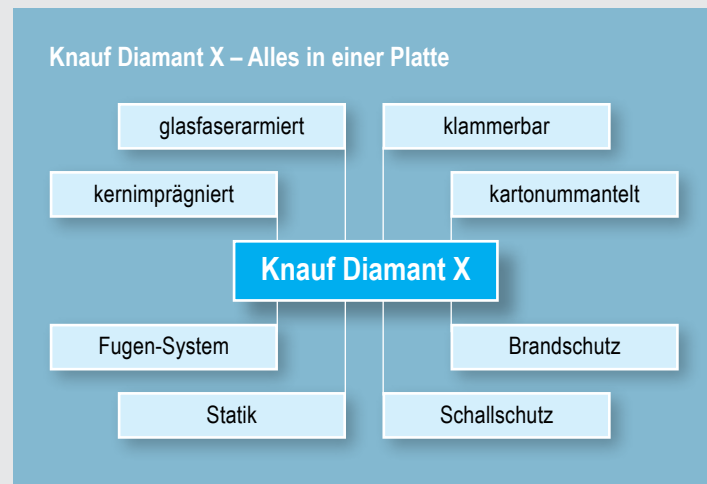 Knauf Diamant X – Alles in einer Platte
glasfaserarmiert
klammerbar
kernimprägniert
kartonummantelt
Knauf Diamant X
Fugen-System
Brandschutz
Statik
Schallschutz